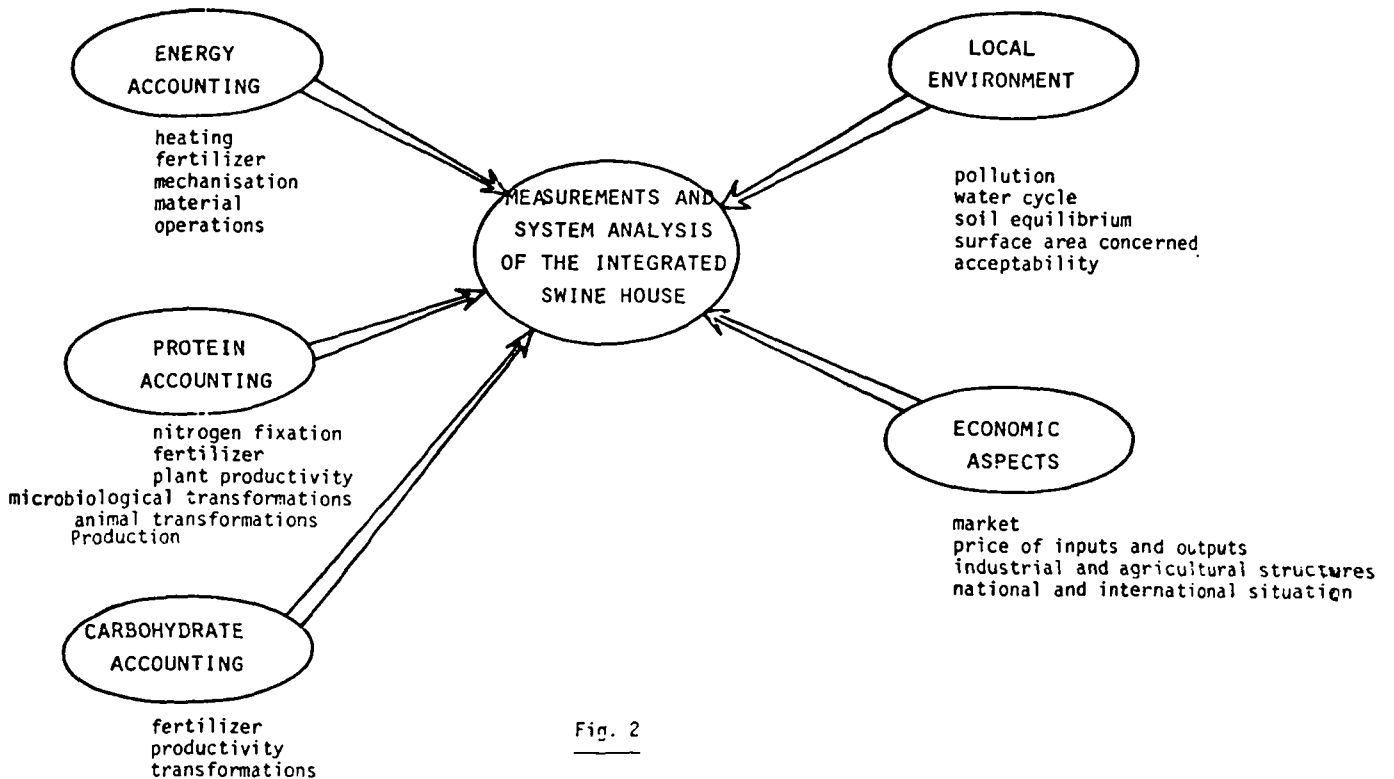 ENERGY
ACCOUNTING
heating
fertilizer
mechanisation
material
operations
LOCAL
ENVIRONMENT
pollution
water cycle
soil equilibrium
surface area concerned
acceptability
MEASUREMENTS AND
SYSTEM ANALYSIS
OF THE INTEGRATED
SWINE HOUSE
PROTEIN
ACCOUNTING
nitrogen fixation
fertilizer
plant productivity
microbiological transformations
animal transformations
Production
ECONOMIC
ASPECTS
market
price of inputs and outputs
industrial and agricultural structures
national and international situation
CARBOHYDRATE
ACCOUNTING
fertilizer
productivity
transformations
Fig. 2